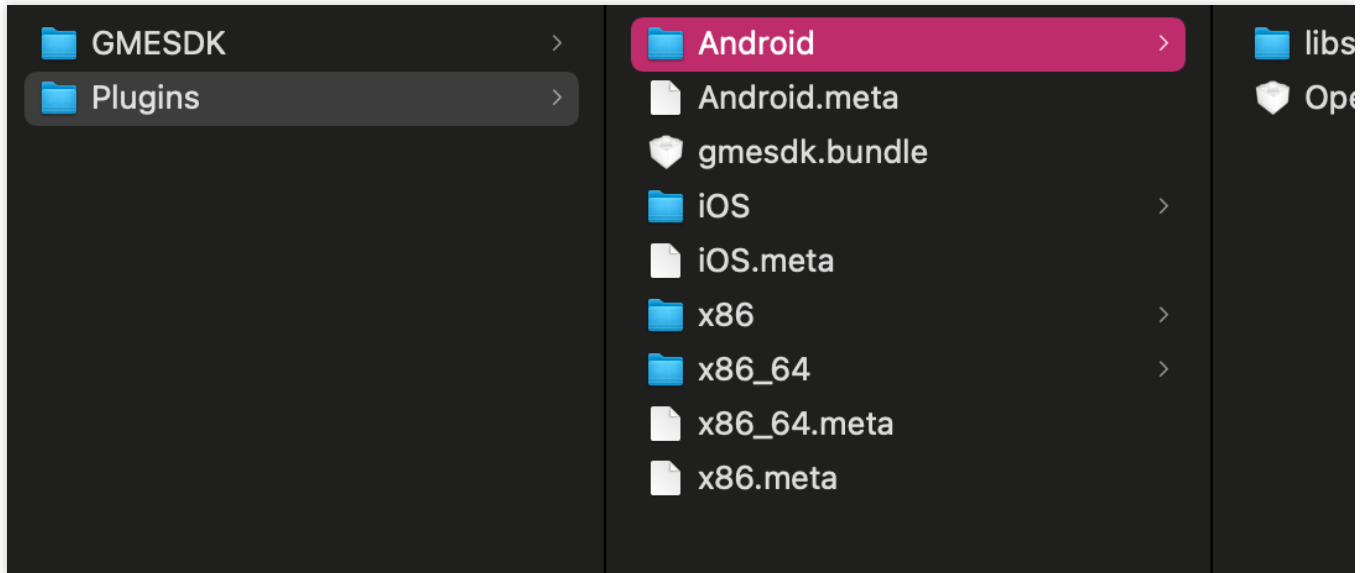 GMESDK
Plugins
Android
Android.meta
gmesdk.bundle
iOS
iOS.meta
x86
x86_64
x86_64.meta
x86.meta
libs